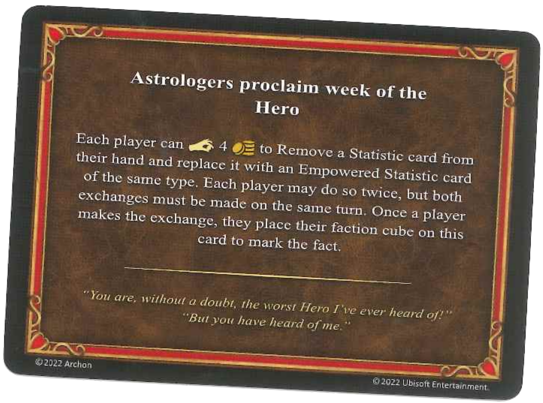 Astrologers proclaim week of the
Hero
Each player can 4 to Remove a Statistic card from
their hand and replace it with an Empowered Statistic card
of the same type. Each player may do so twice, but both
exchanges must be made on the same turn. Once a player
makes the exchange, they place their faction cube on this
card to mark the fact.
"You are, without a doubt, the worst Hero I've ever heard of!"
"But you have heard of me."
©2022 Archon
©2022 Ubisoft Entertainment.